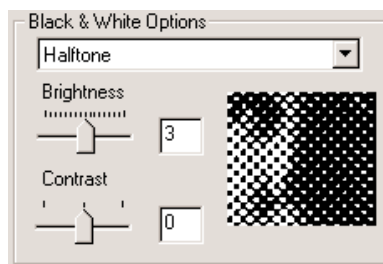 Black & White Options
Halftone
Brightness
3
Contrast
0